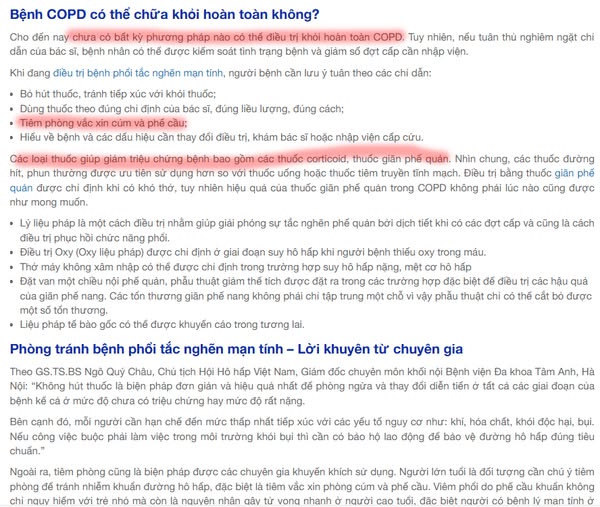 Bệnh COPD có thể chữa khỏi hoàn toàn không?
Cho đến nay chưa có bất kỳ phương pháp nào có thể điều trị khỏi hoàn toàn COPD. Tuy nhiên, nếu tuân thủ nghiêm ngặt chỉ
dẫn của bác sĩ, bệnh nhân có thể được kiểm soát tình trạng bệnh và giảm số đợt cấp cần nhập viện.
Khi đang điều trị bệnh phổi tắc nghẽn mạn tính, người bệnh cần lưu ý tuân theo các chỉ dẫn:
• Bỏ hút thuốc, tránh tiếp xúc với khói thuốc;
• Dùng thuốc theo đúng chỉ định của bác sĩ, đúng liều lượng, đúng cách;
• Tiêm phòng vắc xin cúm và phế cầu;
• Hiểu về bệnh và các dấu hiệu cần thay đổi điều trị, khám bác sĩ hoặc nhập viện cấp cứu.
Các loại thuốc giúp giảm triệu chứng bệnh bao gồm các thuốc corticoid, thuốc giãn phế quản. Nhìn chung, các thuốc đường
hít, phun thường được ưu tiên sử dụng hơn so với thuốc uống hoặc thuốc tiêm truyền tĩnh mạch. Điều trị bằng thuốc giãn phế
quản được chỉ định khi có khó thở, tuy nhiên hiệu quả của thuốc giãn phế quản trong COPD không phải lúc nào cũng được
như mong muốn.
• Lý liệu pháp là một cách điều trị nhằm giúp giải phóng sự tắc nghẽn phế quản bởi dịch tiết khi có các đợt cấp và cũng là cách
điều trị phục hồi chức năng phổi.
• Điều trị Oxy (Oxy liệu pháp) được chỉ định ở giai đoạn suy hô hấp khi người bệnh thiếu oxy trong máu.
• Thở máy không xâm nhập có thể được chỉ định trong trường hợp suy hô hấp nặng, mệt cơ hô hấp
• Đặt van một chiều nội phế quản, phẫu thuật giảm thể tích được đặt ra trong các trường hợp đặc biệt để điều trị các hậu quả
của giãn phế nang. Các tổn thương giãn phế nang không phải chỉ tập trung một chỗ vì vậy phẫu thuật chỉ có thể cắt bỏ được
một số tổn thương.
• Liệu pháp tế bào gốc có thể được khuyến cáo trong tương lai.
Phòng tránh bệnh phổi tắc nghẽn mạn tính – Lời khuyên từ chuyên gia
Theo GS.TS.BS Ngô Quý Châu, Chủ tịch Hội Hô hấp Việt Nam, Giám đốc chuyên môn khối nội Bệnh viện Đa khoa Tâm Anh, Hà
Nội: “Không hút thuốc là biện pháp đơn giản và hiệu quả nhất để phòng ngừa và thay đổi diễn tiến ở tất cả các giai đoạn của
bệnh kể cả ở mức độ chưa có triệu chứng hay mức độ rất nặng.
Bên cạnh đó, mỗi người cần hạn chế đến mức thấp nhất tiếp xúc với các yếu tố nguy cơ như: khí, hóa chất, khói độc hại, bụi.
Nếu công việc buộc phải làm việc trong môi trường khói bụi thì cần có bảo hộ lao động để bảo vệ đường hô hấp đúng tiêu
chuẩn.”
Ngoài ra, tiêm phòng cũng là biện pháp được các chuyên gia khuyến khích sử dụng. Người lớn tuổi là đối tượng cần chú ý tiêm
phòng để tránh nhiễm khuẩn đường hô hấp, đặc biệt là tiêm vắc xin phòng cúm và phế cầu. Viêm phổi do phế cầu khuẩn không
chỉ nguy hiểm với trẻ nhỏ mà còn là nguyên nhân gây tử vong nhanh ở người cao tuổi, đặc biệt người có bệnh lý mạn tính ở